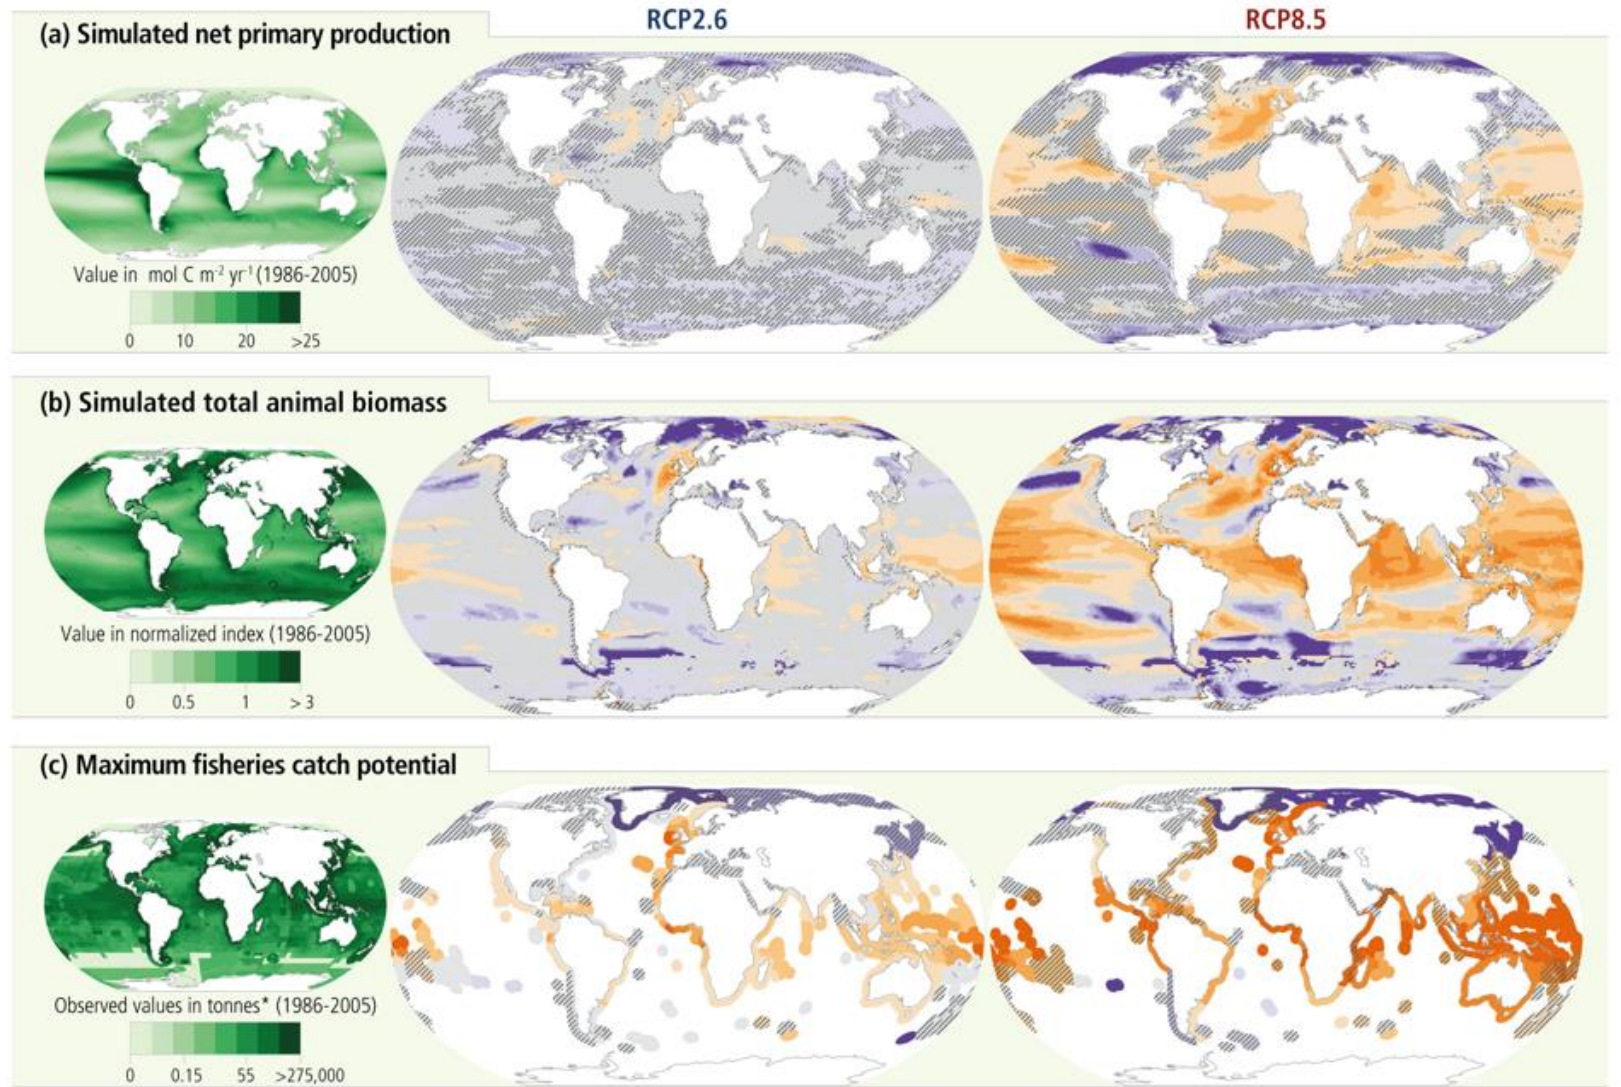 RCP2.6 RCP8.5
(a) Simulated net primary production
Value in mol C m-2 yr-1 (1986-2005)
0 10 20 >25
(b) Simulated total animal biomass
Value in normalized index (1986-2005)
0 0.5 1 > 3
(c) Maximum fisheries catch potential
Observed values in tonnes* (1986-2005)
0 0.15 55 >275,000